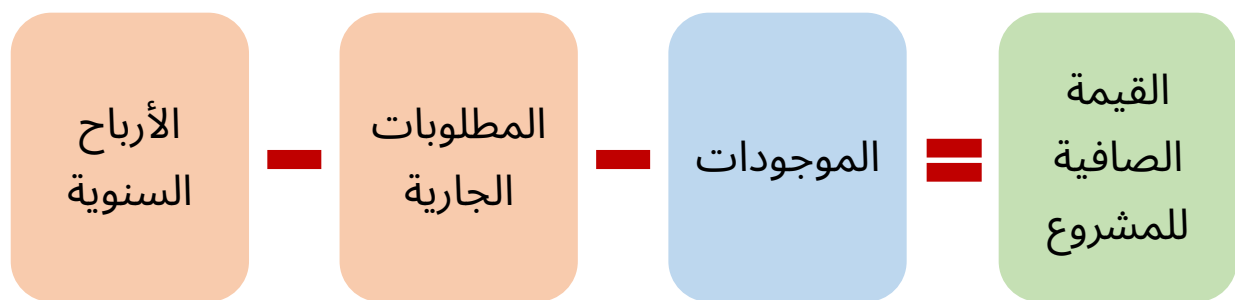 القيمة
الصافية
للمشروع
=
الموجودات
-
المطلوبات
الجارية
-
الأرباح
السنوية